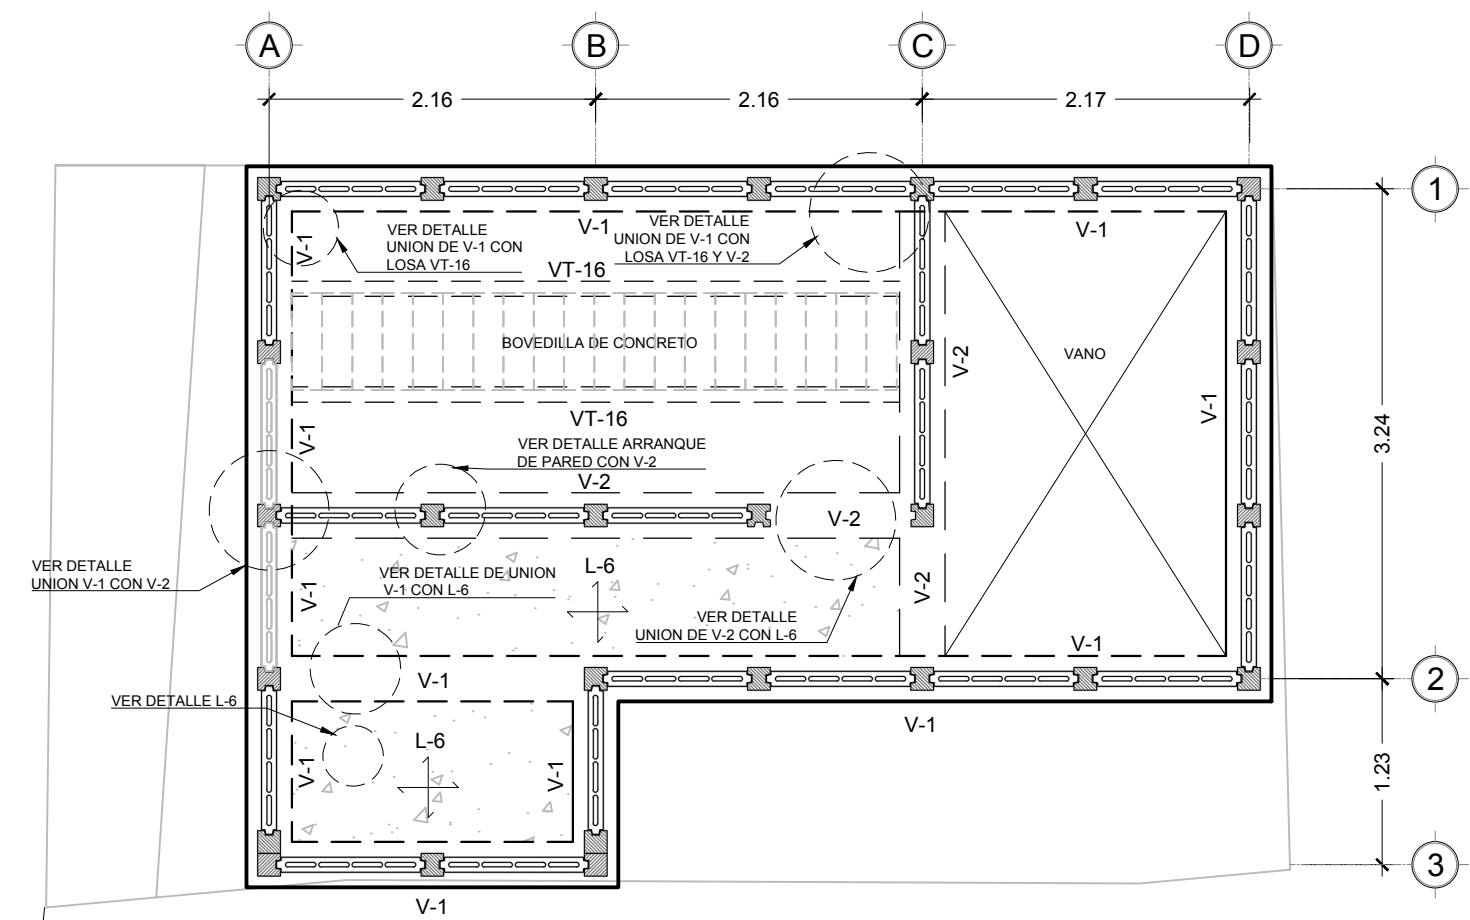 A
B
C
D
2.16
2.16
2.17
1
V-1
VER DETALLE
UNION DE V-1 CON
LOSA VT-16
V-1
VER DETALLE
UNION DE V-1 CON
LOSA VT-16 Y V-2
V-1
VT-16
BOVEDILLA DE CONCRETO
V-2
VANO
V-1
3.24
VT-16
V-1
VER DETALLE ARRANQUE
DE PARED CON V-2
V-2
V-2
VER DETALLE
UNION V-1 CON V-2
V-1
VER DETALLE DE UNION
V-1 CON L-6
L-6
V-2
VER DETALLE
UNION DE V-2 CON L-6
V-1
V-1
2
VER DETALLE L-6
V-1
L-6
V-1
V-1
1.23
3
V-1